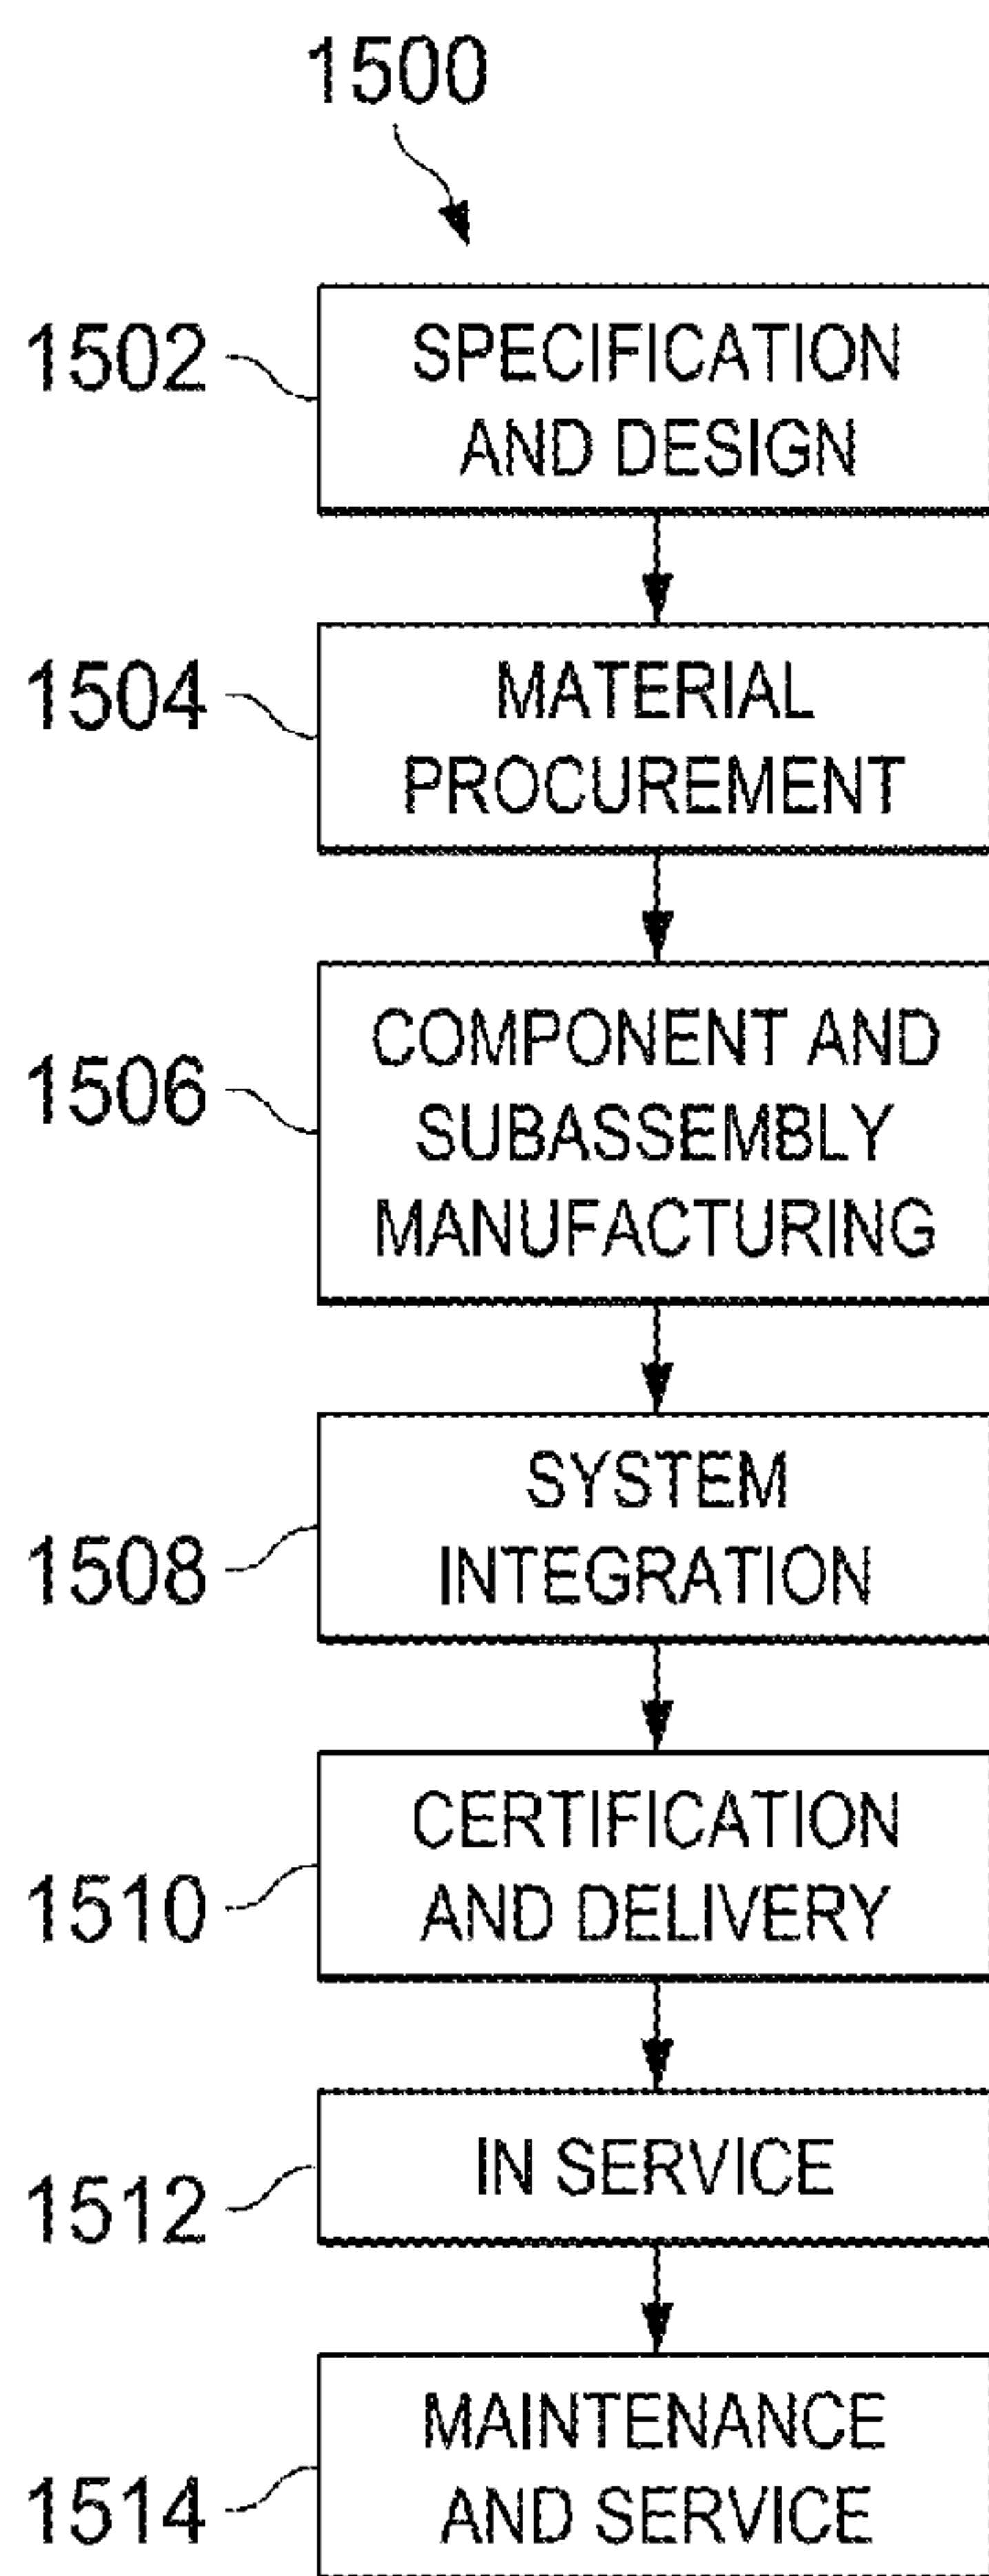 1500
1502
SPECIFICATION
AND DESIGN
1504
MATERIAL
PROCUREMENT
1506
COMPONENT AND
SUBASSEMBLY
MANUFACTURING
1508
SYSTEM
INTEGRATION
1510
CERTIFICATION
AND DELIVERY
1512
IN SERVICE
1514
MAINTENANCE
AND SERVICE